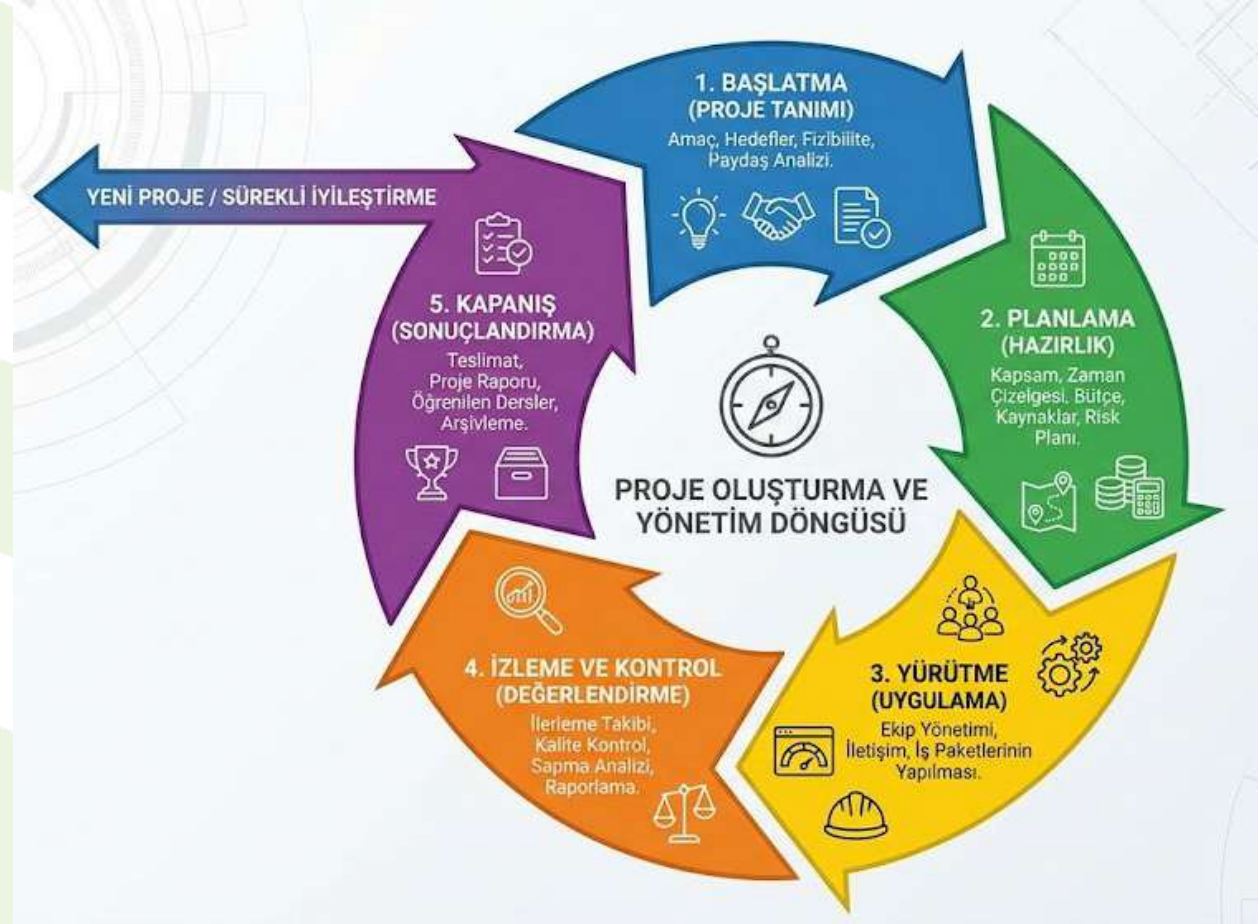 1. BAŞLATMA
(PROJE TANIMI)
Amaç, Hedefler, Fizibilite,
Paydaş Analizi.
YENİ PROJE / SÜREKLİ İYİLEŞTİRME
2. PLANLAMA
(HAZIRLIK)
Kapsam, Zaman
Çizelgesi, Bütçe,
Kaynaklar, Risk
Planı.
3. YÜRÜTME
(UYGULAMA)
Ekip Yönetimi,
İletişim, İş Paketlerinin
Yapılması.
4. İZLEME VE KONTROL
(DEĞERLENDİRME)
İlerleme Takibi,
Kalite Kontrol,
Sapma Analizi,
Raporlama.
5. KAPANIŞ
(SONUÇLANDIRMA)
Teslimat,
Proje Raporu,
Öğrenilen Dersler,
Arşivleme.
PROJE OLUŞTURMA VE
YÖNETİM DÖNGÜSÜ